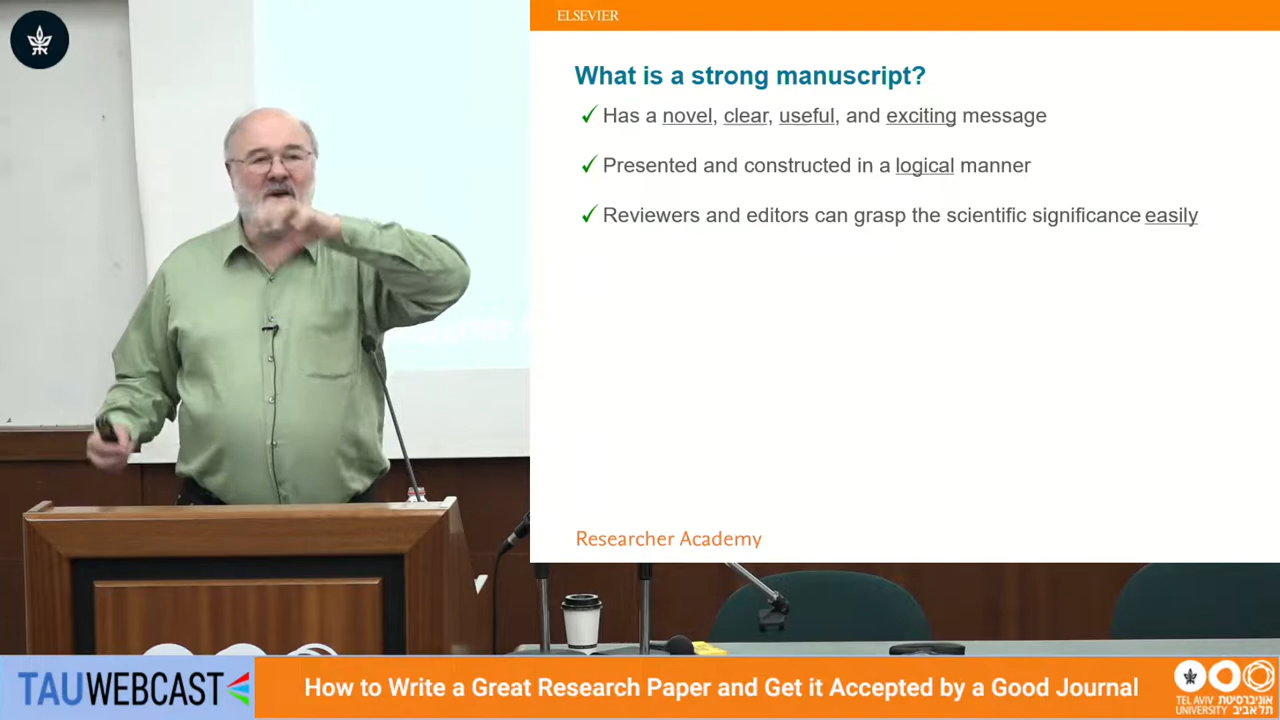 ELSEVIER
What is a strong manuscript?
✓ Has a novel, clear, useful, and exciting message
✓ Presented and constructed in a logical manner
✓ Reviewers and editors can grasp the scientific significance easily
Researcher Academy
TAUWEBCAST
How to Write a Great Research Paper and Get it Accepted by a Good Journal
TEL AVIV UNIVERSITY
אוניברסיטת תל אביב